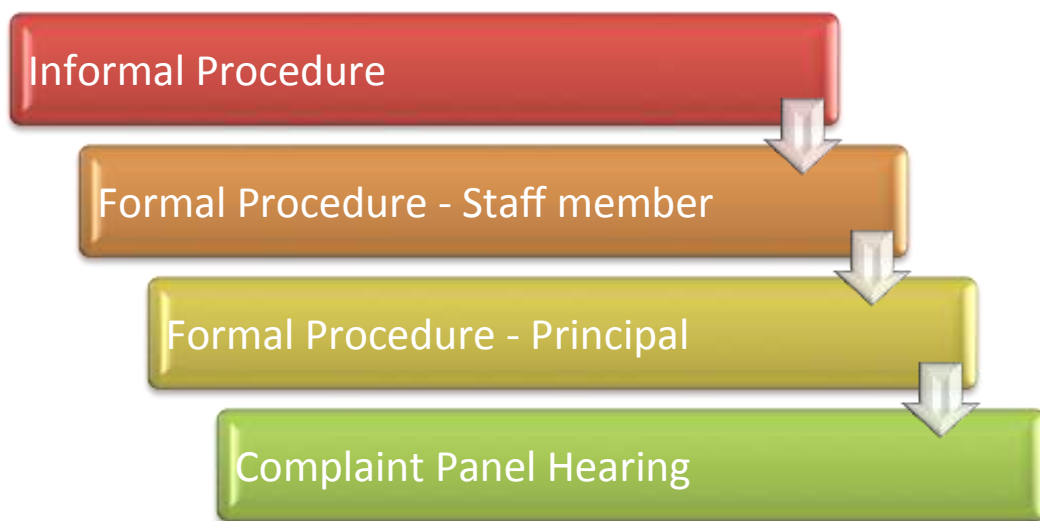 Informal Procedure
Formal Procedure - Staff member
Formal Procedure - Principal
Complaint Panel Hearing